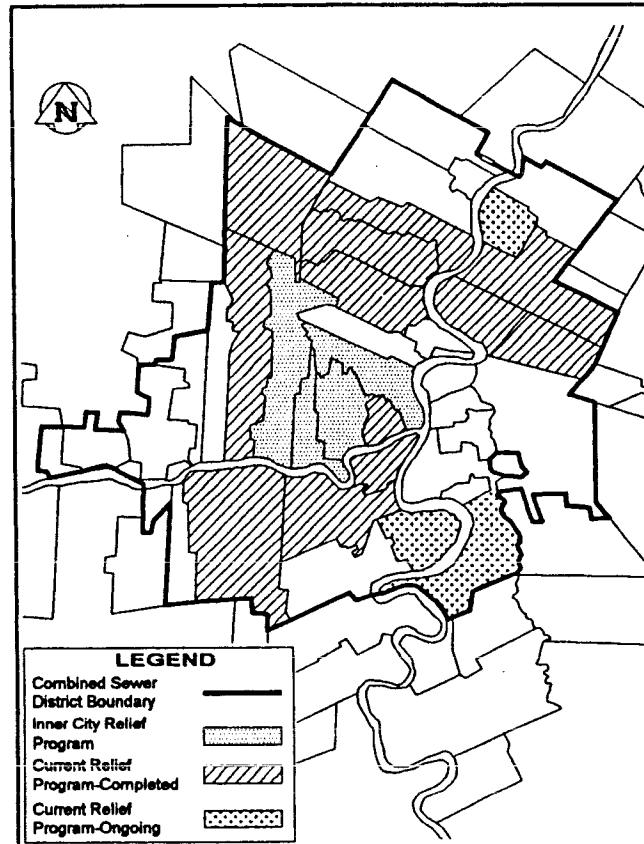 N
LEGEND
Combined Sewer
District Boundary
Inner City Relief
Program
Current Relief
Program-Completed
Current Relief
Program-Ongoing